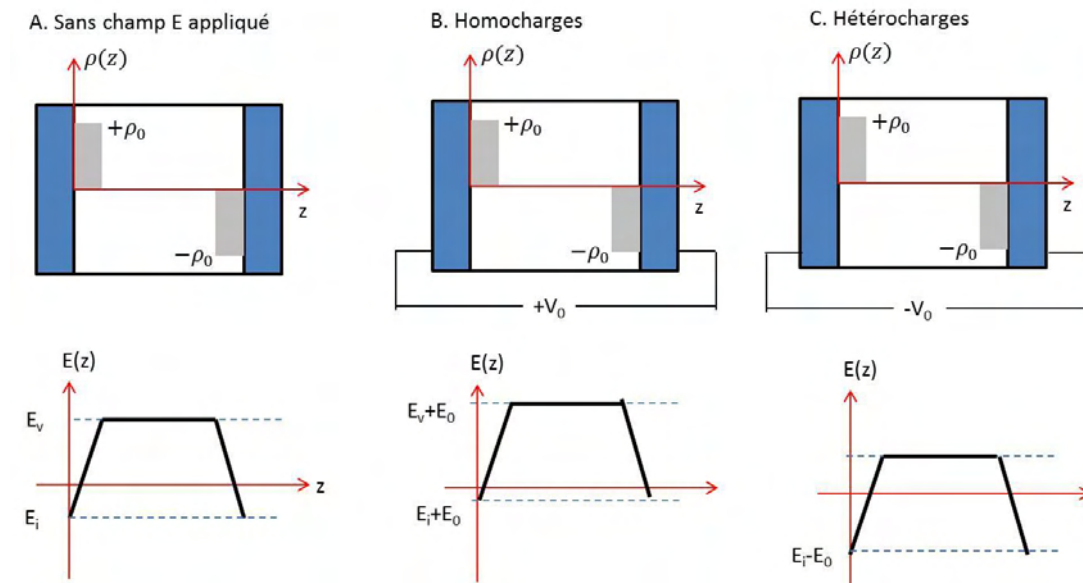 A. Sans champ E appliqué
ρ(z)
+ρ₀
z
−ρ₀
B. Homocharges
ρ(z)
+ρ₀
z
−ρ₀
+V₀
C. Hétérocharges
ρ(z)
+ρ₀
z
−ρ₀
-V₀
E(z)
Eᵥ
z
Eᵢ
E(z)
Eᵥ+E₀
Eᵢ+E₀
E(z)
Eᵢ-E₀